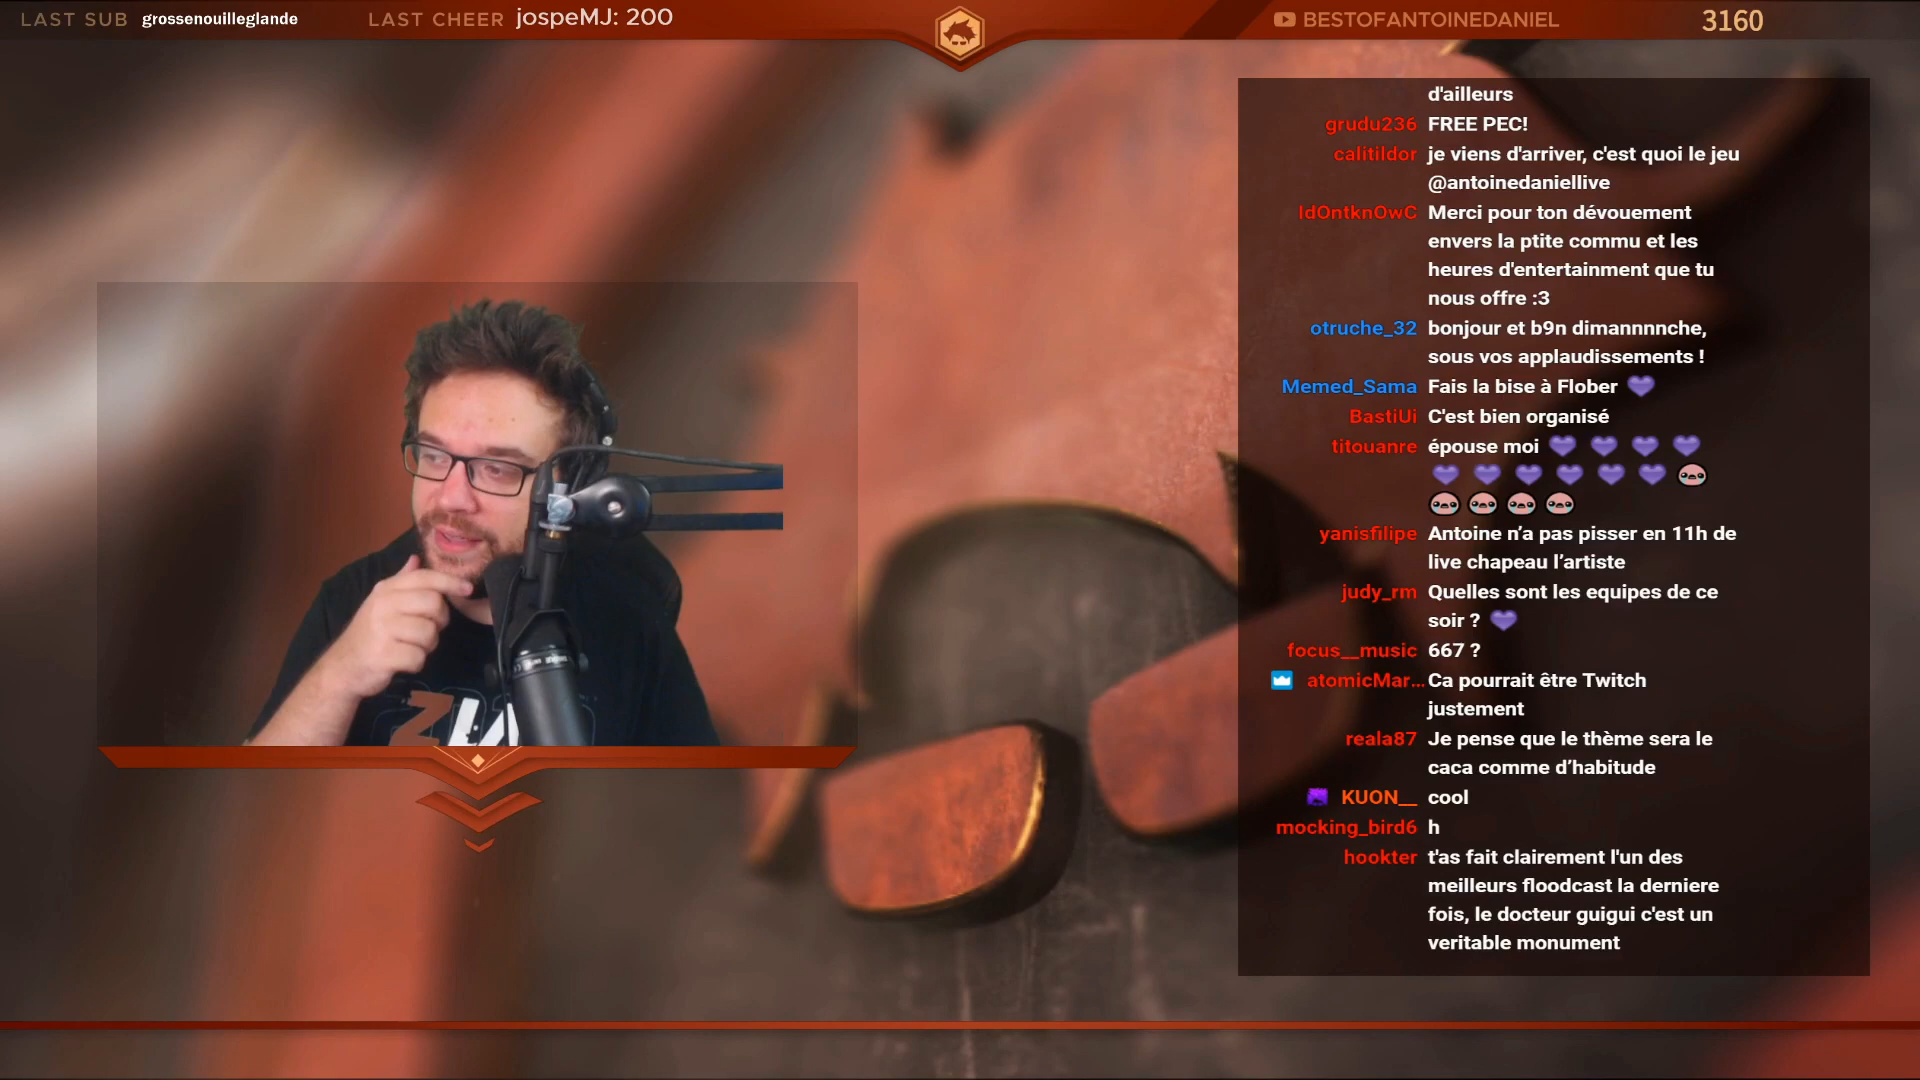 LAST SUB grossenouilleglande
LAST CHEER jospeMJ: 200
BESTOFANTOINEDANIEL
3160
d'ailleurs
grudu236 FREE PEC!
calitildor je viens d'arriver, c'est quoi le jeu
@antoinedaniellive
IdOntknOwC Merci pour ton dévouement
envers la ptite commu et les
heures d'entertainment que tu
nous offre :3
otruche_32 bonjour et b9n dimannnnche,
sous vos applaudissements !
Memed_Sama Fais la bise à Flober
BastiUi C'est bien organisé
titouanre épouse moi
yanisfilipe Antoine n’a pas pisser en 11h de
live chapeau l’artiste
judy_rm Quelles sont les equipes de ce
soir ?
focus__music 667 ?
atomicMar... Ca pourrait être Twitch
justement
reala87 Je pense que le thème sera le
caca comme d’habitude
KUON__ cool
mocking_bird6 h
hookter t'as fait clairement l'un des
meilleurs floodcast la derniere
fois, le docteur guigui c'est un
veritable monument